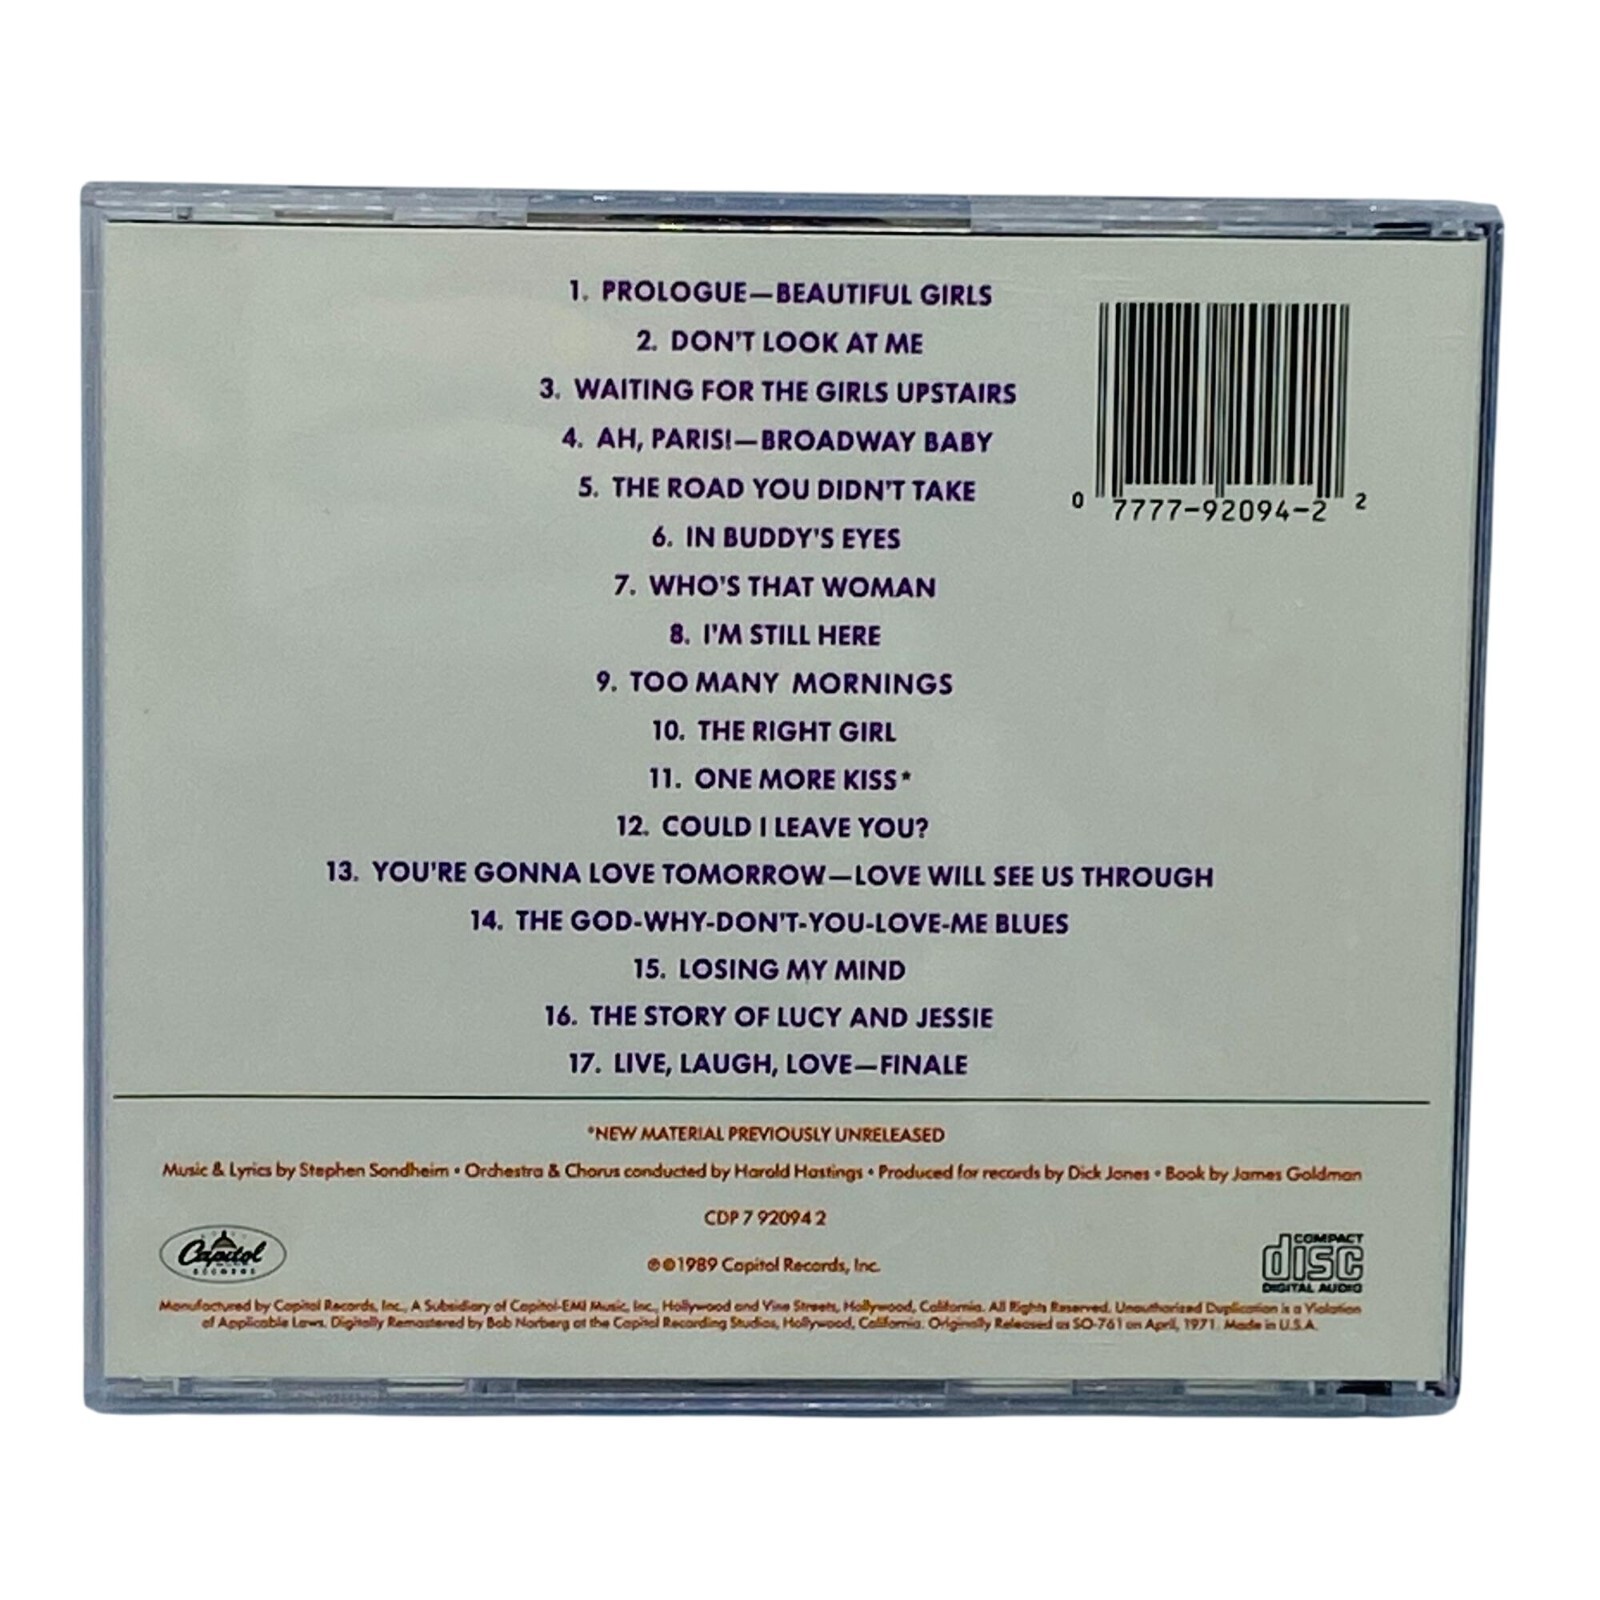 1. PROLOGUE—BEAUTIFUL GIRLS
2. DON'T LOOK AT ME
3. WAITING FOR THE GIRLS UPSTAIRS
4. AH, PARIS!—BROADWAY BABY
5. THE ROAD YOU DIDN'T TAKE
6. IN BUDDY'S EYES
7. WHO'S THAT WOMAN
8. I'M STILL HERE
9. TOO MANY MORNINGS
10. THE RIGHT GIRL
11. ONE MORE KISS*
12. COULD I LEAVE YOU?
13. YOU'RE GONNA LOVE TOMORROW—LOVE WILL SEE US THROUGH
14. THE GOD-WHY-DON'T-YOU-LOVE-ME BLUES
15. LOSING MY MIND
16. THE STORY OF LUCY AND JESSIE
17. LIVE, LAUGH, LOVE—FINALE
0 7777-92094-2 2
*NEW MATERIAL PREVIOUSLY UNRELEASED
Music & Lyrics by Stephen Sondheim • Orchestra & Chorus conducted by Harold Hastings • Produced for records by Dick Jones • Book by James Goldman
CDP 7 92094 2
Capitol
RECORDS
℗©1989 Capitol Records, Inc.
COMPACT
disc
DIGITAL AUDIO
Manufactured by Capitol Records, Inc., A Subsidiary of Capitol-EMI Music, Inc., Hollywood and Vine Streets, Hollywood, California. All Rights Reserved. Unauthorized Duplication is a Violation
of Applicable Laws. Digitally Remastered by Bob Norberg at the Capitol Recording Studios, Hollywood, California. Originally Released as SO-761 on April, 1971. Made in U.S.A.